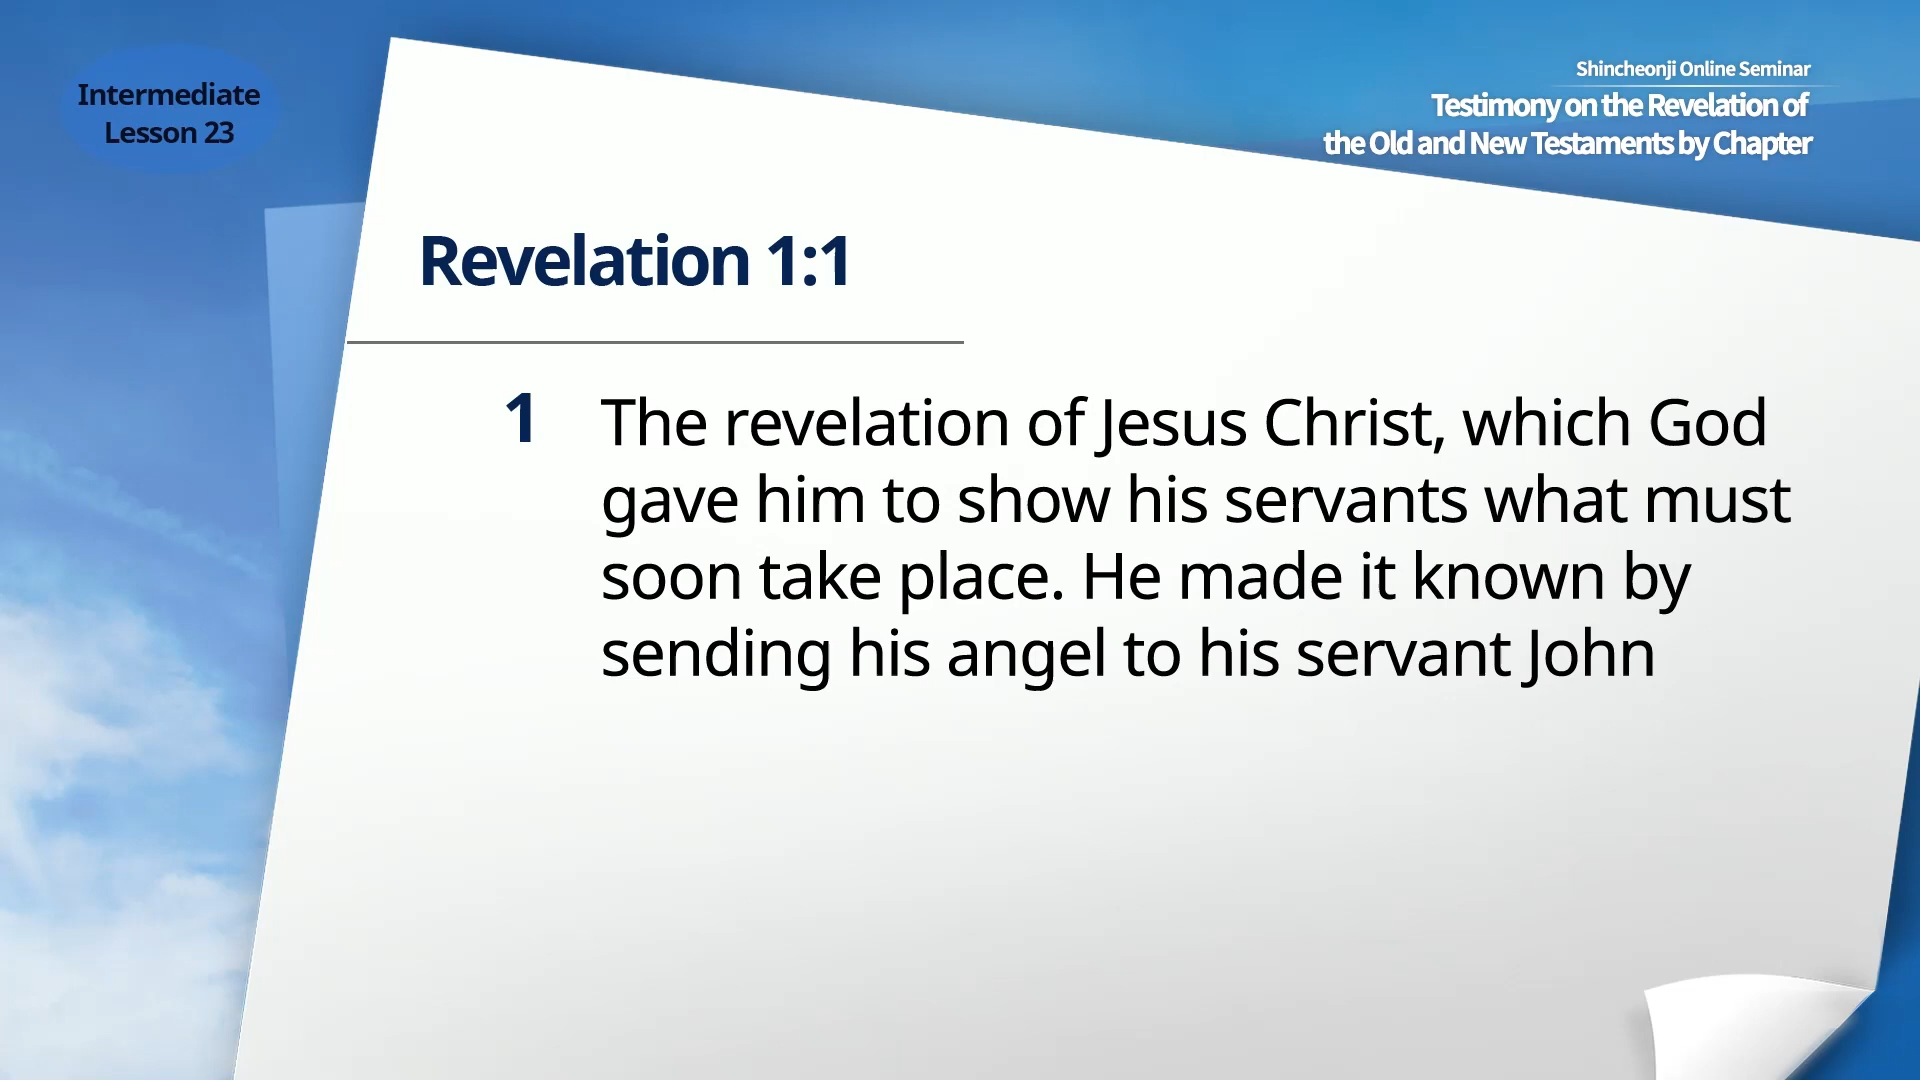 Intermediate
Lesson 23
Shincheonji Online Seminar
Testimony on the Revelation of
the Old and New Testaments by Chapter
Revelation 1:1
1 The revelation of Jesus Christ, which God
gave him to show his servants what must
soon take place. He made it known by
sending his angel to his servant John